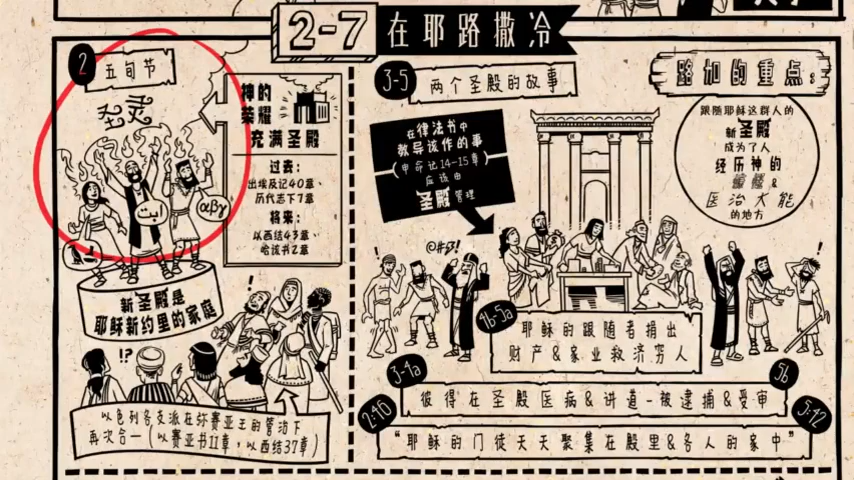 2-7 在耶路撒冷
2
五旬节
圣灵
αβγ
新圣殿是
耶稣新约里的家庭
!?
!
以色列各支派在弥赛亚王的管治下
再次合一(以赛亚书11章,以西结37章)
神的
荣耀
充满圣殿
过去:
出埃及记40章、
历代志下7章
将来:
以西结43章、
哈该书2章
3-5
两个圣殿的故事
在律法书中
教导该作的事
(申命记14-15章)
应该由
圣殿管理
!
@#$!
!
4b-5a
耶稣的跟随者捐出
财产&家业救济穷人
3-4a
彼得在圣殿医病&讲道-被逮捕&受审
5b
2:46
“耶稣的门徒天天聚集在殿里&各人的家中”
5:42
路加的重点:
跟随耶稣这群人的
新圣殿
成为了人
经历神的
&
医治大能
的地方